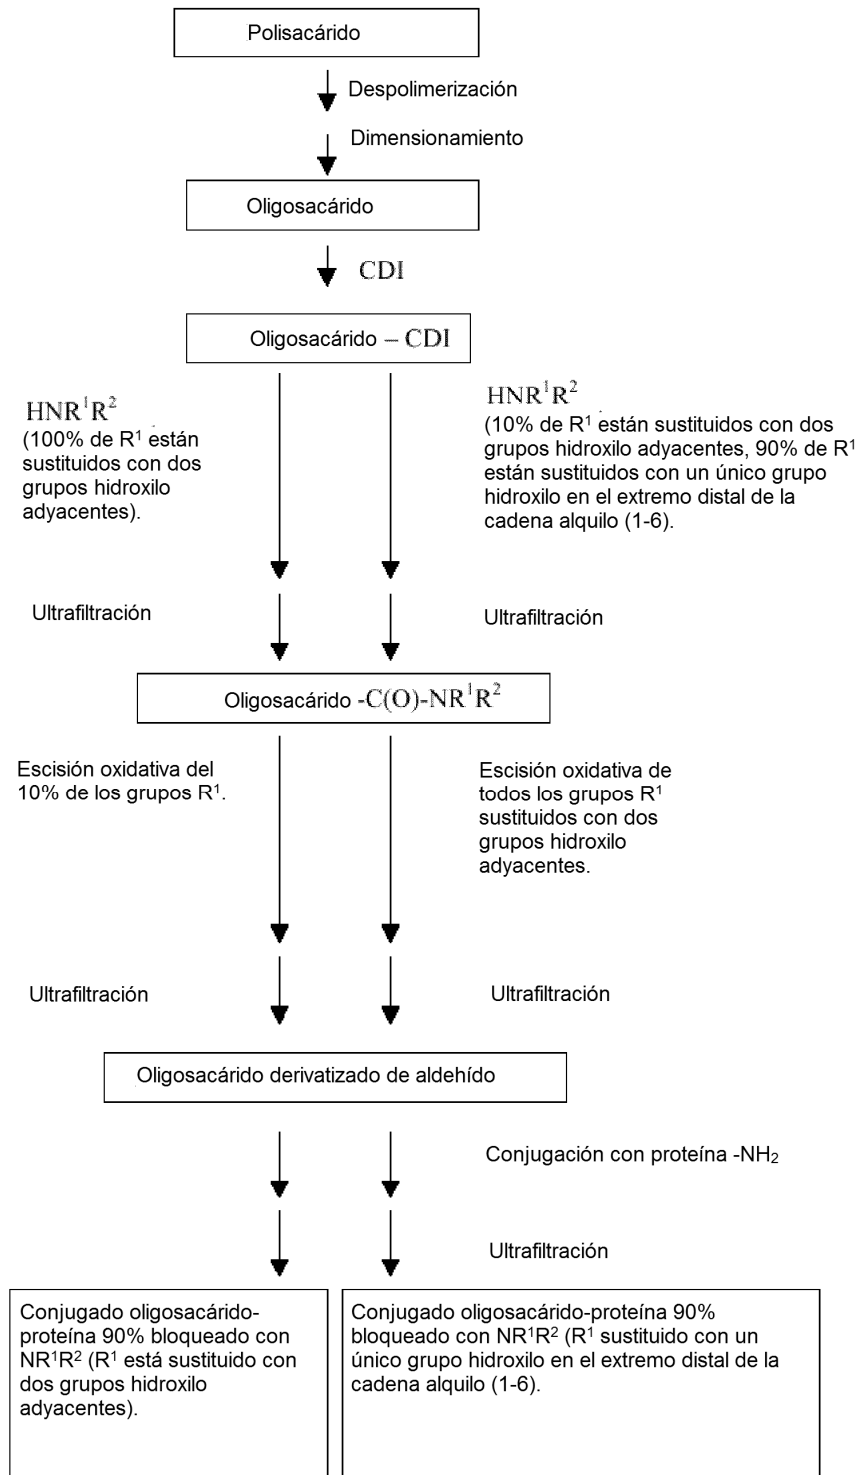 Polisacárido
Despolimerización
Dimensionamiento
Oligosacárido
CDI
Oligosacárido – CDI
HNR¹R²
(100% de R¹ están
sustituidos con dos
grupos hidroxilo
adyacentes).
HNR¹R²
(10% de R¹ están sustituidos con dos
grupos hidroxilo adyacentes, 90% de R¹
están sustituidos con un único grupo
hidroxilo en el extremo distal de la
cadena alquilo (1-6).
Ultrafiltración
Ultrafiltración
Oligosacárido -C(O)-NR¹R²
Escisión oxidativa del
10% de los grupos R¹.
Escisión oxidativa de
todos los grupos R¹
sustituidos con dos
grupos hidroxilo
adyacentes.
Ultrafiltración
Ultrafiltración
Oligosacárido derivatizado de aldehído
Conjugación con proteína -NH₂
Ultrafiltración
Conjugado oligosacárido-
proteína 90% bloqueado con
NR¹R² (R¹ está sustituido con
dos grupos hidroxilo
adyacentes).
Conjugado oligosacárido-proteína 90%
bloqueado con NR¹R² (R¹ sustituido con un
único grupo hidroxilo en el extremo distal de la
cadena alquilo (1-6).